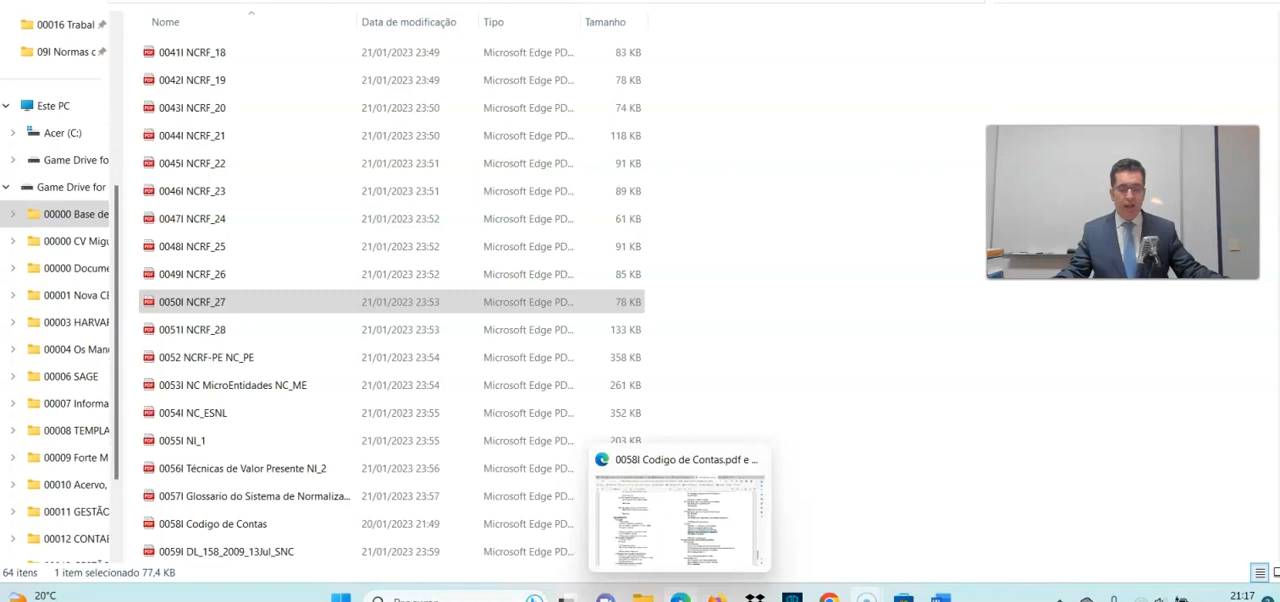 Nome Data de modificação Tipo Tamanho
00016 Trabal
09I Normas c
Este PC
Acer (C:)
Game Drive fo
Game Drive for
00000 Base de
00000 CV Migu
00000 Docume
00001 Nova CE
00003 HARVAR
00004 Os Manu
00006 SAGE
00007 Informa
00008 TEMPLA
00009 Forte M
00010 Acervo,
00011 GESTÃO
00012 CONTA
0041I NCRF_18 21/01/2023 23:49 Microsoft Edge PD... 83 KB
0042I NCRF_19 21/01/2023 23:49 Microsoft Edge PD... 78 KB
0043I NCRF_20 21/01/2023 23:50 Microsoft Edge PD... 74 KB
0044I NCRF_21 21/01/2023 23:50 Microsoft Edge PD... 118 KB
0045I NCRF_22 21/01/2023 23:51 Microsoft Edge PD... 91 KB
0046I NCRF_23 21/01/2023 23:51 Microsoft Edge PD... 89 KB
0047I NCRF_24 21/01/2023 23:52 Microsoft Edge PD... 61 KB
0048I NCRF_25 21/01/2023 23:52 Microsoft Edge PD... 91 KB
0049I NCRF_26 21/01/2023 23:52 Microsoft Edge PD... 85 KB
0050I NCRF_27 21/01/2023 23:53 Microsoft Edge PD... 78 KB
0051I NCRF_28 21/01/2023 23:53 Microsoft Edge PD... 133 KB
0052 NCRF-PE NC_PE 21/01/2023 23:54 Microsoft Edge PD... 358 KB
0053I NC MicroEntidades NC_ME 21/01/2023 23:54 Microsoft Edge PD... 261 KB
0054I NC_ESNL 21/01/2023 23:55 Microsoft Edge PD... 352 KB
0055I NI_1 21/01/2023 23:55 Microsoft Edge PD... 203 KB
0056I Técnicas de Valor Presente NI_2 21/01/2023 23:56 Microsoft Edge PD...
0057I Glossario do Sistema de Normaliza... 20/01/2023 21:27 Microsoft Edge PD...
0058I Codigo de Contas 20/01/2023 21:07 Microsoft Edge PD...
0059I DL_158_2009_13Jul_SNC 20/01/2023 21:02 Microsoft Edge PD...
0058I Codigo de Contas.pdf e ...
64 itens 1 item selecionado 77,4 KB
20°C
21:17